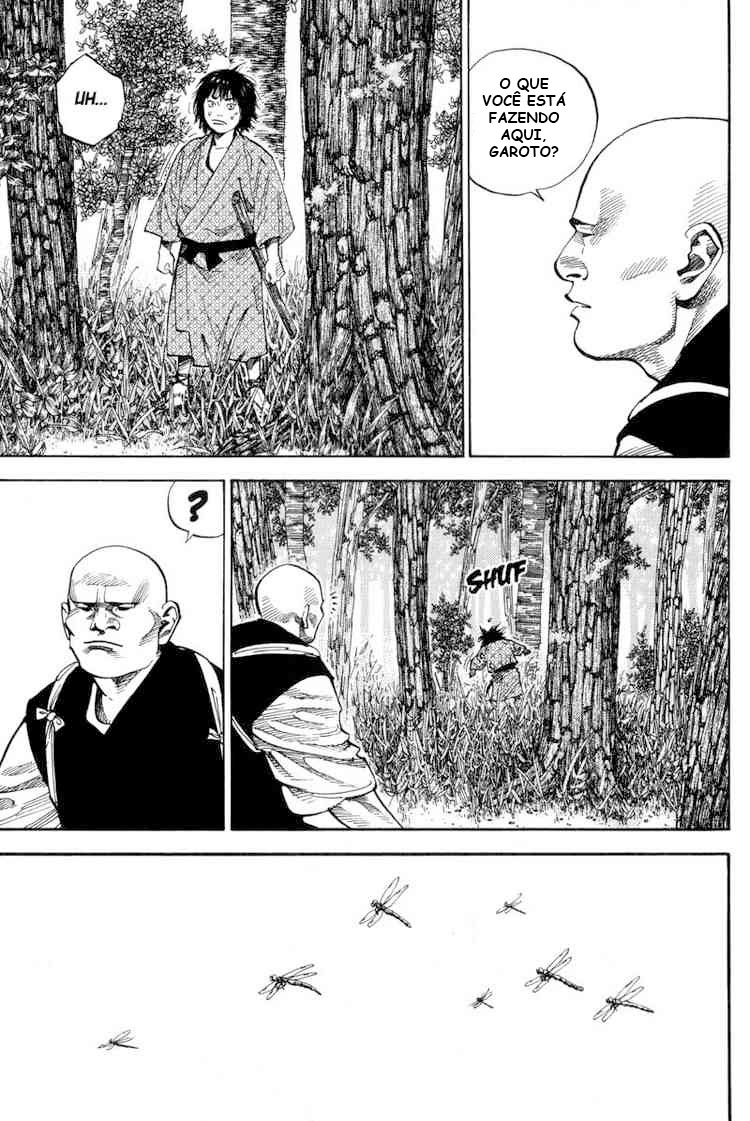 O QUE
VOCÊ ESTÁ
FAZENDO
AQUI,
GAROTO?
UH...
SHUF
?